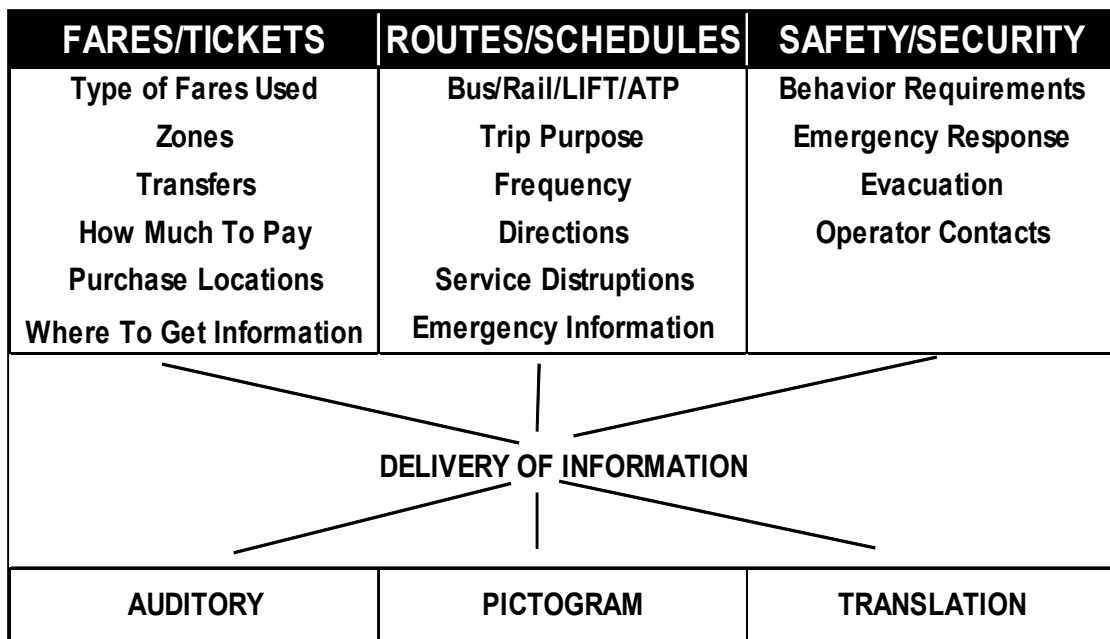 FARES/TICKETS
Type of Fares Used
Zones
Transfers
How Much To Pay
Purchase Locations
Where To Get Information
ROUTES/SCHEDULES
Bus/Rail/LIFT/ATP
Trip Purpose
Frequency
Directions
Service Distruptions
Emergency Information
SAFETY/SECURITY
Behavior Requirements
Emergency Response
Evacuation
Operator Contacts
DELIVERY OF INFORMATION
AUDITORY
PICTOGRAM
TRANSLATION